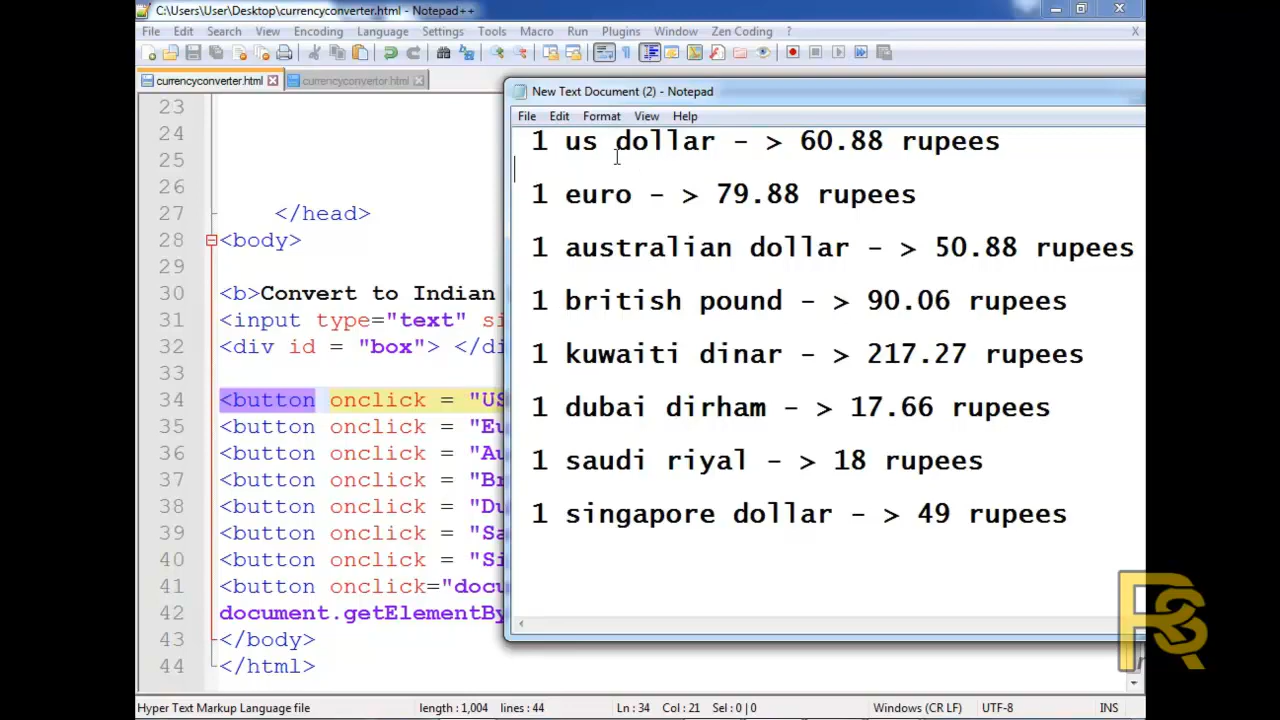 C:\Users\User\Desktop\currencyconverter.html - Notepad++
File Edit Search View Encoding Language Settings Tools Macro Run Plugins Window Zen Coding ? X
currencyconverter.html currencyconvertor.html
23
24
25
26
27 </head>
28 <body>
29
30 <b>Convert to Indian
31 <input type="text" si
32 <div id = "box"> </di
33
34 <button onclick = "US
35 <button onclick = "Eu
36 <button onclick = "Au
37 <button onclick = "Br
38 <button onclick = "Du
39 <button onclick = "Sa
40 <button onclick = "Si
41 <button onclick="docu
42 document.getElementBy
43 </body>
44 </html>
New Text Document (2) - Notepad
File Edit Format View Help
1 us dollar - > 60.88 rupees
1 euro - > 79.88 rupees
1 australian dollar - > 50.88 rupees
1 british pound - > 90.06 rupees
1 kuwaiti dinar - > 217.27 rupees
1 dubai dirham - > 17.66 rupees
1 saudi riyal - > 18 rupees
1 singapore dollar - > 49 rupees
Hyper Text Markup Language file length : 1,004 lines : 44 Ln : 34 Col : 21 Sel : 0 | 0 Windows (CR LF) UTF-8 INS